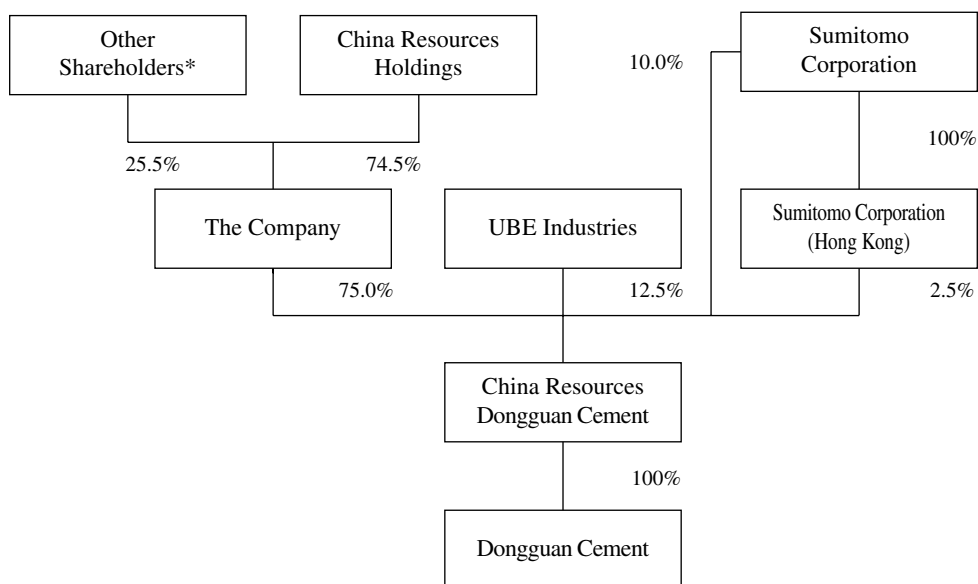 Other
Shareholders*
China Resources
Holdings
Sumitomo
Corporation
10.0%
100%
25.5%
74.5%
The Company
UBE Industries
Sumitomo Corporation
(Hong Kong)
75.0%
12.5%
2.5%
China Resources
Dongguan Cement
100%
Dongguan Cement